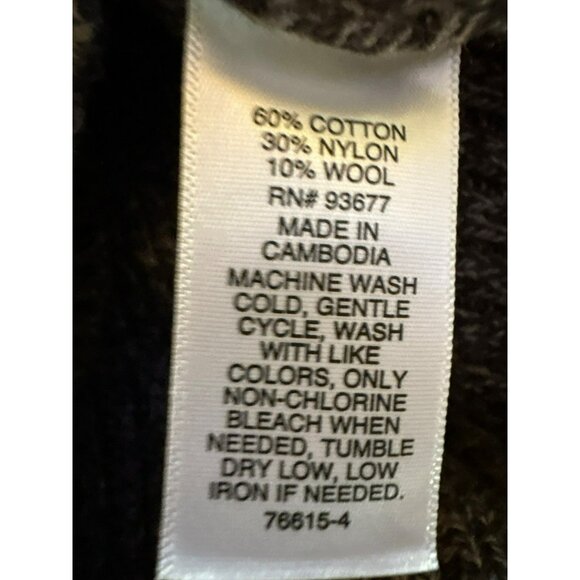 60% COTTON
30% NYLON
10% WOOL
RN# 93677
MADE IN
CAMBODIA
MACHINE WASH
COLD, GENTLE
CYCLE, WASH
WITH LIKE
COLORS, ONLY
NON-CHLORINE
BLEACH WHEN
NEEDED, TUMBLE
DRY LOW, LOW
IRON IF NEEDED.
76615-4